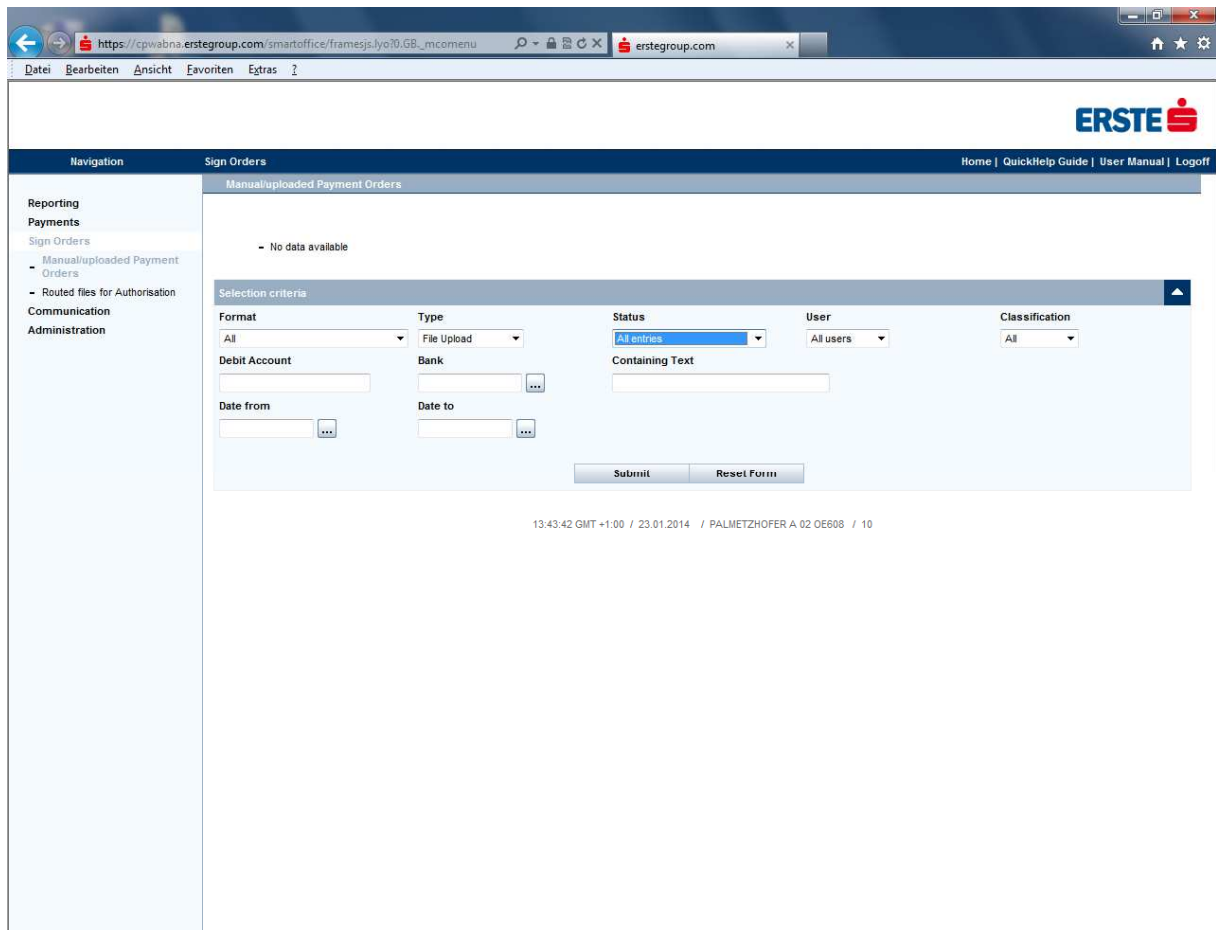 https://cpwabna.erstegroup.com/smartoffice/framesjs.lyo?0.GB._mcomenu
erstegroup.com
Datei Bearbeiten Ansicht Favoriten Extras ?
ERSTE S
Navigation Sign Orders Home | QuickHelp Guide | User Manual | Logoff
Manual/uploaded Payment Orders
Reporting
Payments
Sign Orders
- Manual/uploaded Payment
Orders
- Routed files for Authorisation
Communication
Administration
- No data available
Selection criteria
Format Type Status User Classification
All File Upload All entries All users All
Debit Account Bank Containing Text
...
Date from Date to
... ...
Submit Reset Form
13:43:42 GMT +1:00 / 23.01.2014 / PALMETZHOFER A 02 OE608 / 10